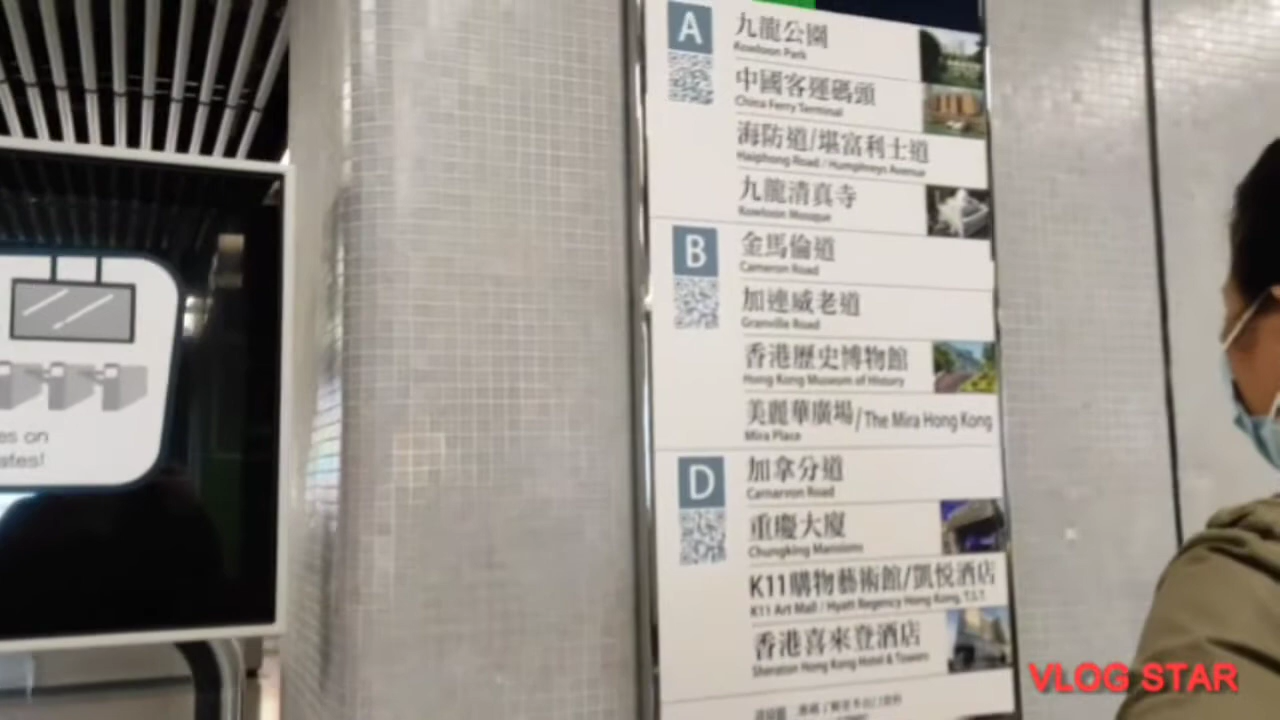 es on
ates!
A
九龍公園
Kowloon Park
中國客運碼頭
China Ferry Terminal
海防道/堪富利士道
Haiphong Road / Humphreys Avenue
九龍清真寺
Kowloon Mosque
B
金馬倫道
Cameron Road
加連威老道
Granville Road
香港歷史博物館
Hong Kong Museum of History
美麗華廣場/The Mira Hong Kong
Mira Place
D
加拿分道
Carnarvon Road
重慶大廈
Chungking Mansions
K11購物藝術館/凱悅酒店
K11 Art Mall / Hyatt Regency Hong Kong, T.S.T.
香港喜來登酒店
Sheraton Hong Kong Hotel & Towers
VLOG STAR